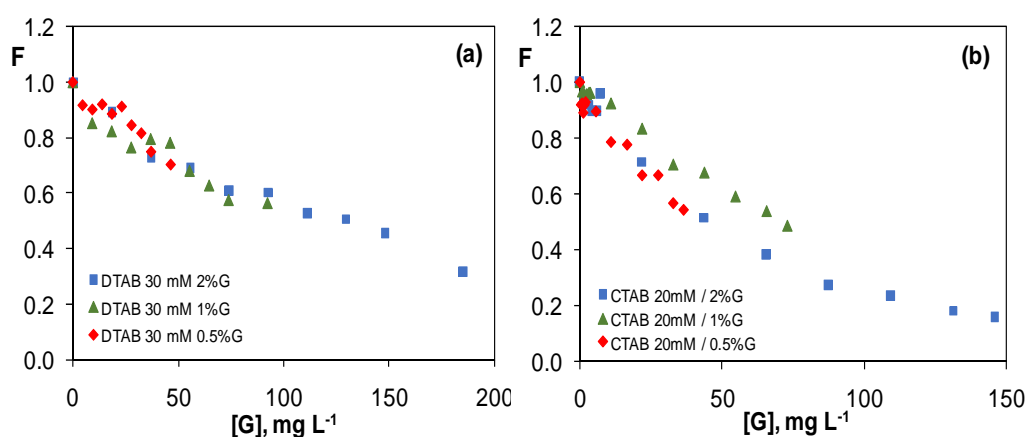 F
(a)
1.2
1.0
0.8
0.6
0.4
0.2
0.0
DTAB 30 mM 2%G
DTAB 30 mM 1%G
DTAB 30 mM 0.5%G
0
50
100
150
200
[G], mg L-1
F
(b)
1.2
1.0
0.8
0.6
0.4
0.2
0.0
CTAB 20mM / 2%G
CTAB 20mM / 1%G
CTAB 20mM / 0.5%G
0
50
100
150
[G], mg L-1